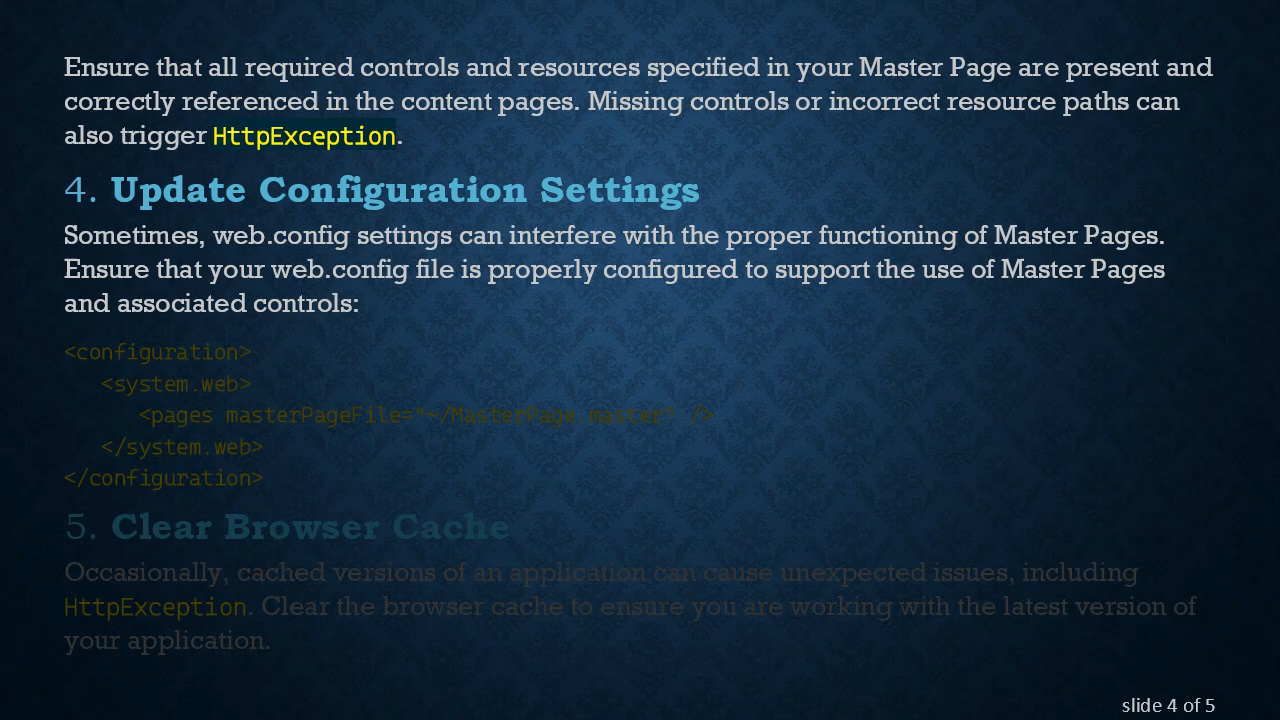 Ensure that all required controls and resources specified in your Master Page are present and
correctly referenced in the content pages. Missing controls or incorrect resource paths can
also trigger HttpException.
4. Update Configuration Settings
Sometimes, web.config settings can interfere with the proper functioning of Master Pages.
Ensure that your web.config file is properly configured to support the use of Master Pages
and associated controls:
<configuration>
   <system.web>
      <pages masterPageFile="~/MasterPage.master" />
   </system.web>
</configuration>
5. Clear Browser Cache
Occasionally, cached versions of an application can cause unexpected issues, including
HttpException. Clear the browser cache to ensure you are working with the latest version of
your application.
slide 4 of 5